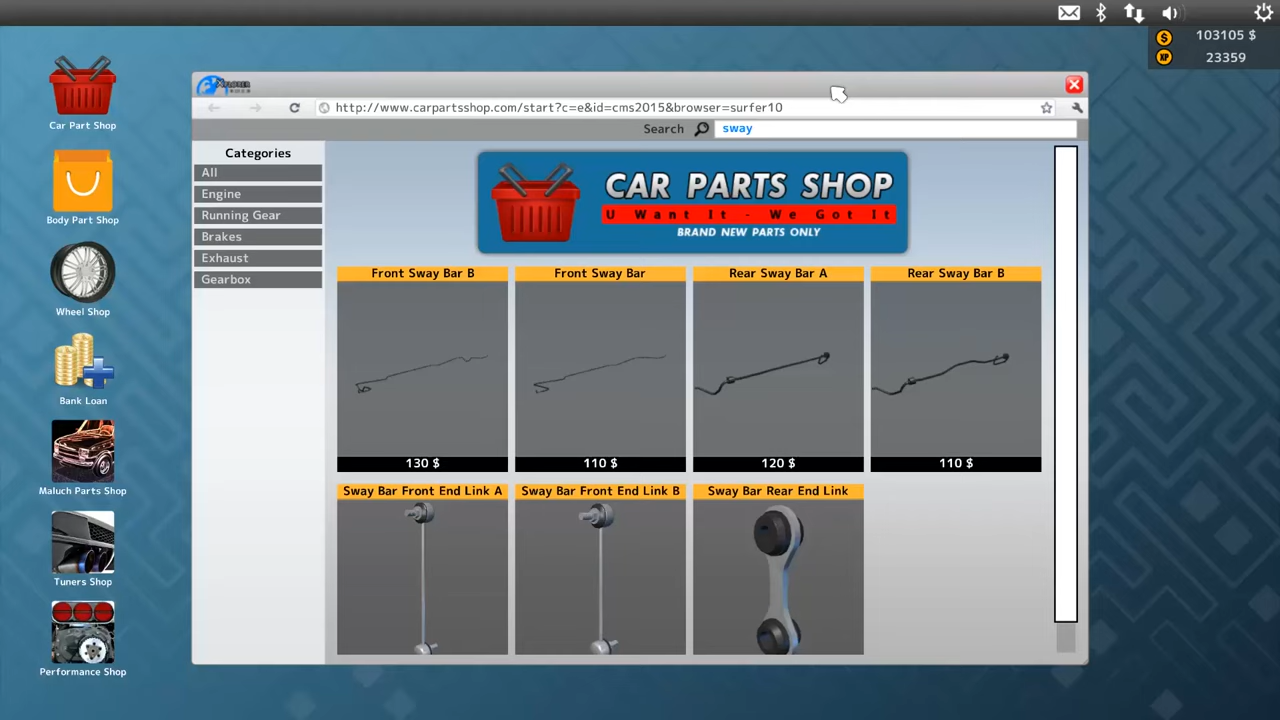 103105 $
XP
23359
Car Part Shop
Body Part Shop
Wheel Shop
Bank Loan
Maluch Parts Shop
Tuners Shop
Performance Shop
http://www.carpartsshop.com/start?c=e&id=cms2015&browser=surfer10
Search
sway
Categories
All
Engine
Running Gear
Brakes
Exhaust
Gearbox
CAR PARTS SHOP
U Want It - We Got It
BRAND NEW PARTS ONLY
Front Sway Bar B
Front Sway Bar
Rear Sway Bar A
Rear Sway Bar B
130 $
110 $
120 $
110 $
Sway Bar Front End Link A
Sway Bar Front End Link B
Sway Bar Rear End Link